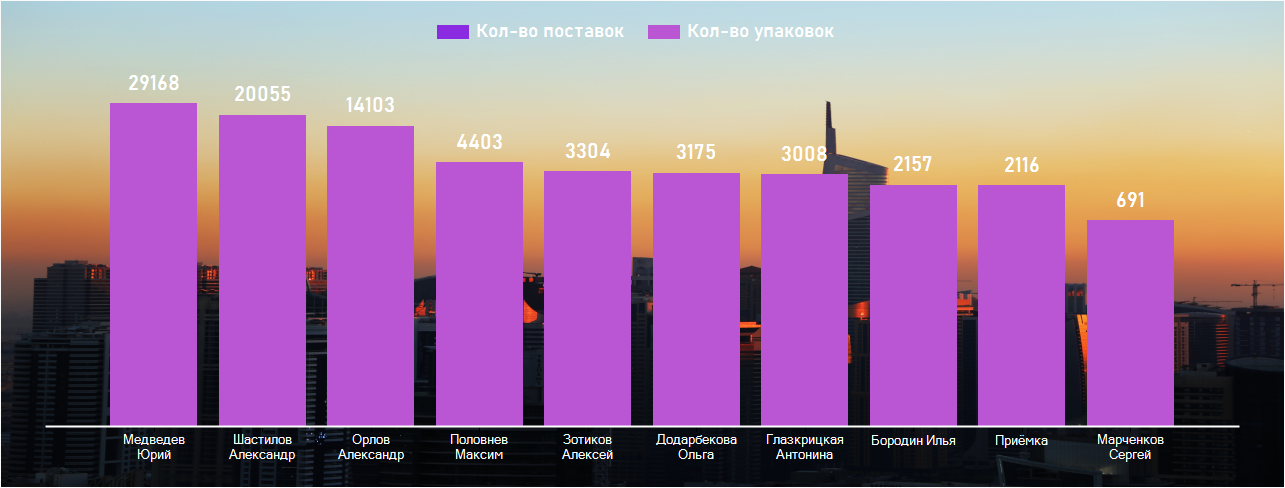 Кол-во поставок Кол-во упаковок
29168
20055
14103
4403
3304
3175
3008
2157
2116
691
Медведев
Юрий
Шастилов
Александр
Орлов
Александр
Половнев
Максим
Зотиков
Алексей
Додарбекова
Ольга
Глазкрицкая
Антонина
Бородин Илья
Приёмка
Марченков
Сергей